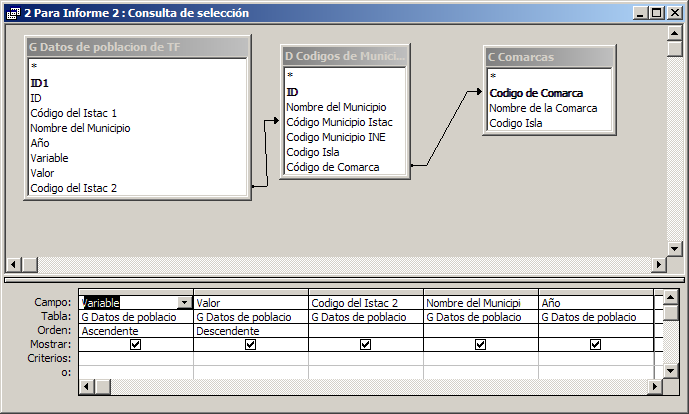 2 Para Informe 2 : Consulta de selección
G Datos de poblacion de TF
*
ID1
ID
Código del Istac 1
Nombre del Municipio
Año
Variable
Valor
Codigo del Istac 2
D Codigos de Munici...
*
ID
Nombre del Municipio
Código Municipio Istac
Codigo Municipio INE
Codigo Isla
Código de Comarca
C Comarcas
*
Codigo de Comarca
Nombre de la Comarca
Codigo Isla
Campo: Variable Valor Codigo del Istac 2 Nombre del Municipi Año
Tabla: G Datos de poblacio G Datos de poblacio G Datos de poblacio G Datos de poblacio G Datos de poblacio
Orden: Ascendente Descendente
Mostrar:
Criterios:
o: